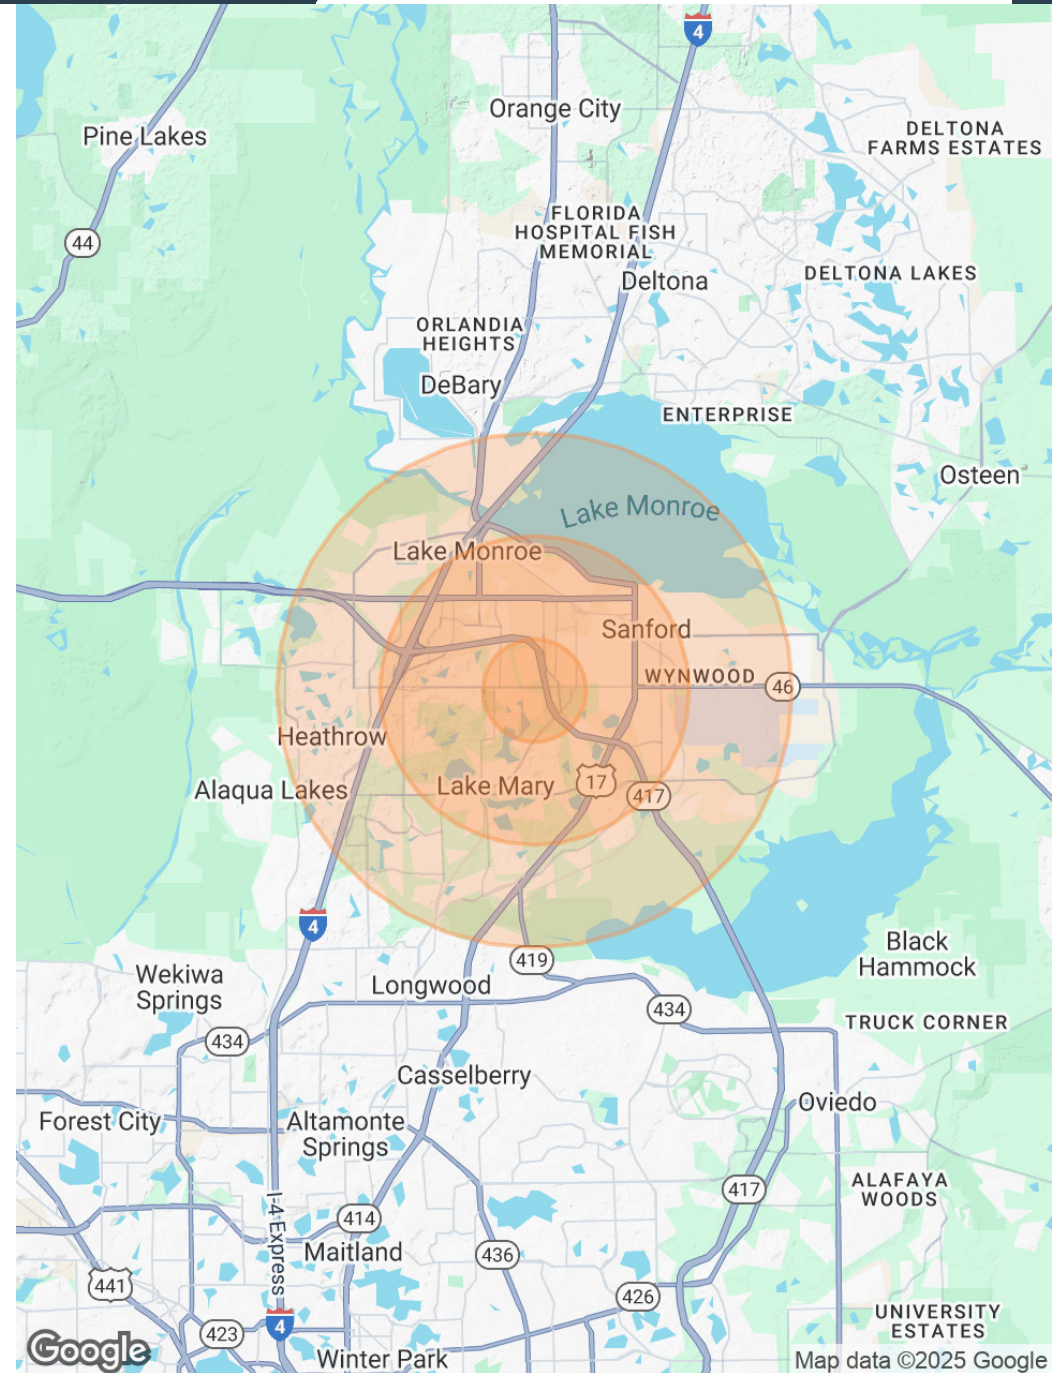 4
Orange City
Pine Lakes
DELTONA
FARMS ESTATES
44
FLORIDA
HOSPITAL FISH
MEMORIAL
Deltona
DELTONA LAKES
ORLANDIA
HEIGHTS
DeBary
ENTERPRISE
Osteen
Lake Monroe
Lake Monroe
Sanford
WYNWOOD
46
Heathrow
Alaqua Lakes
Lake Mary
17
417
4
419
Black
Hammock
Wekiwa
Springs
Longwood
434
TRUCK CORNER
434
Casselberry
Oviedo
Forest City
Altamonte
Springs
417
ALAFAYA
WOODS
I-4 Express
414
Maitland
436
441
426
4
423
UNIVERSITY
ESTATES
Google
Winter Park
Map data ©2025 Google